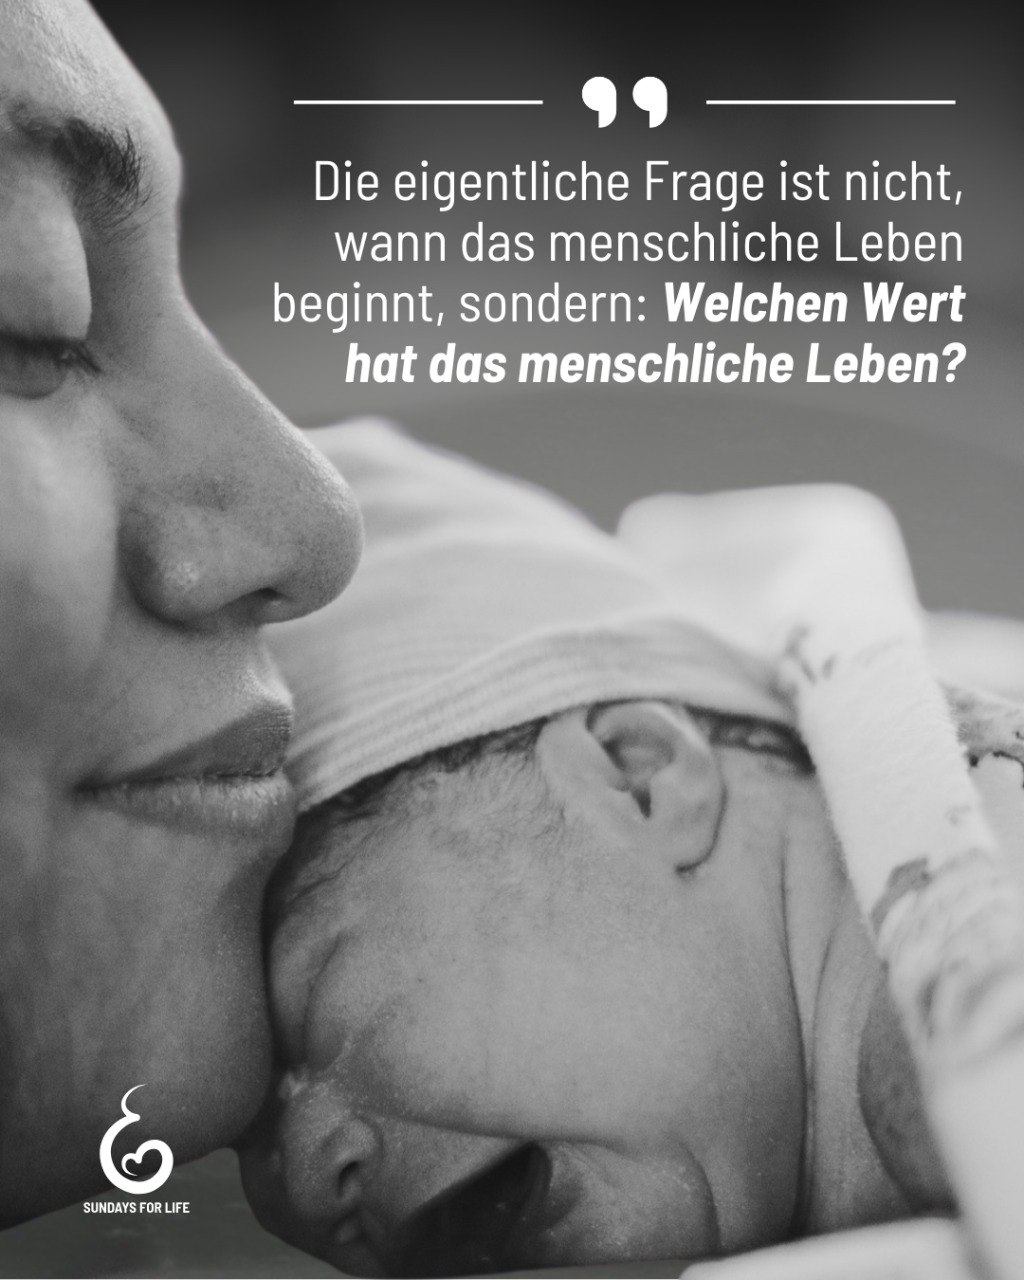 Die eigentliche Frage ist nicht,
wann das menschliche Leben
beginnt, sondern: Welchen Wert
hat das menschliche Leben?
SUNDAYS FOR LIFE